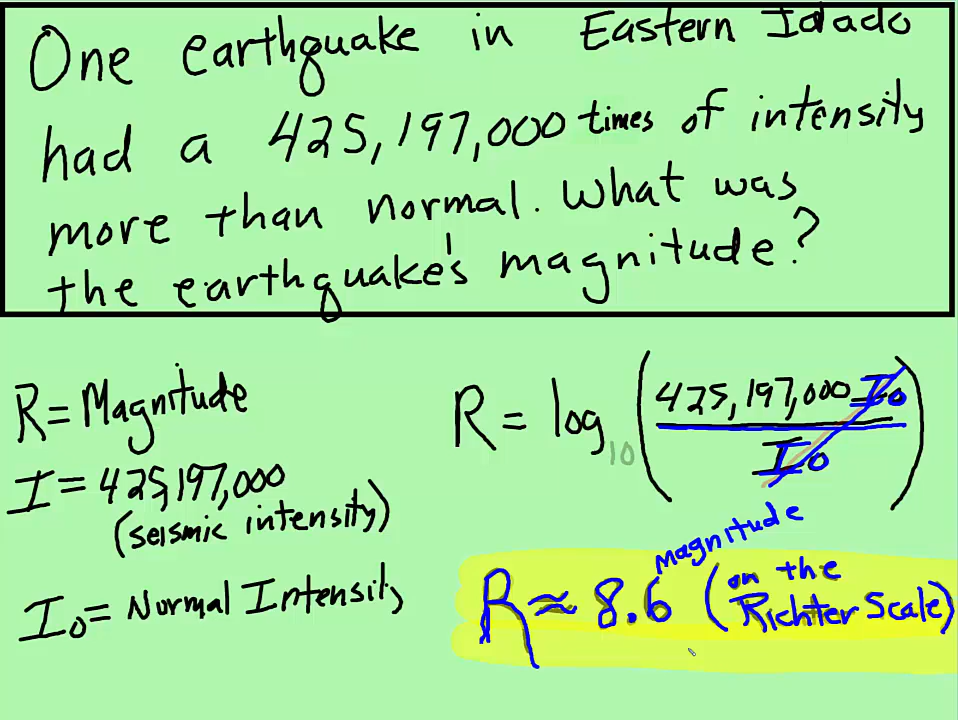 One earthquake in Eastern Idado
had a 425,197,000 times of intensity
more than normal. What was
the earthquake's magnitude?
R = Magnitude
I = 425,197,000
(seismic intensity)
I₀ = Normal Intensity
R = log₁₀ (425,197,000 I₀ / I₀)
magnitude
R ≈ 8.6 (on the Richter Scale)